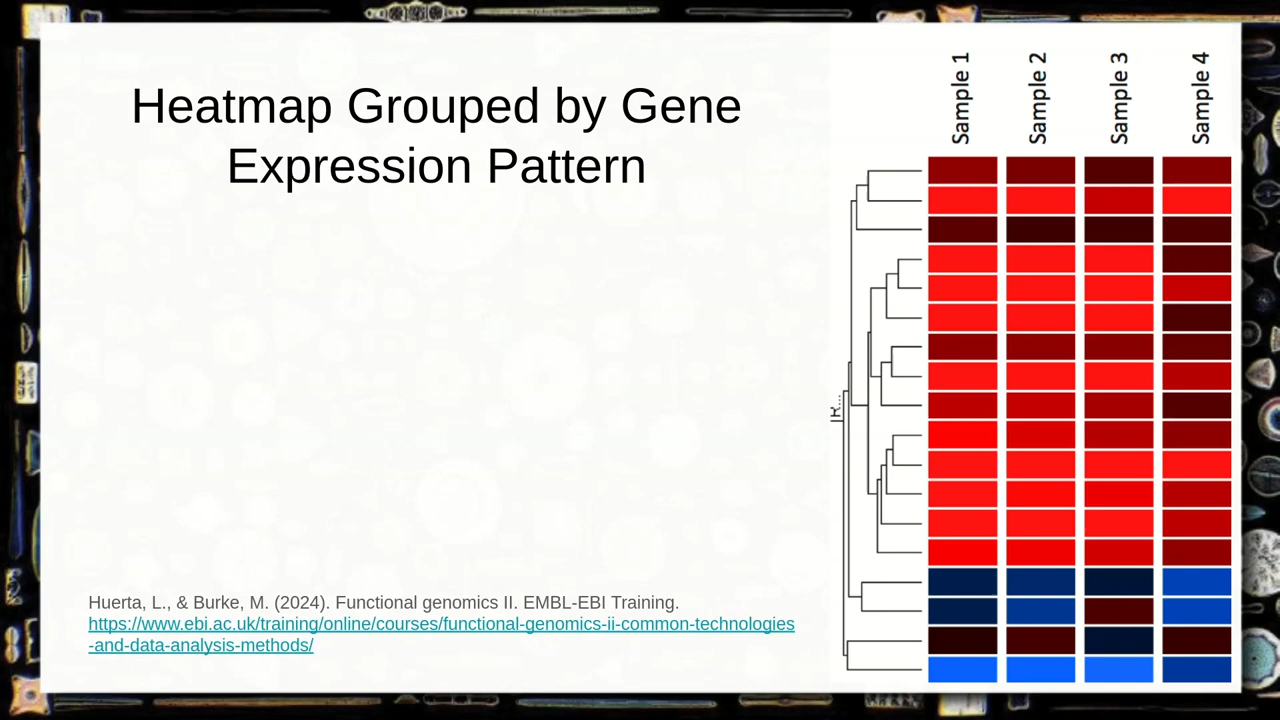 Heatmap Grouped by Gene
Expression Pattern
Sample 1
Sample 2
Sample 3
Sample 4
Huerta, L., & Burke, M. (2024). Functional genomics II. EMBL-EBI Training.
https://www.ebi.ac.uk/training/online/courses/functional-genomics-ii-common-technologies
-and-data-analysis-methods/